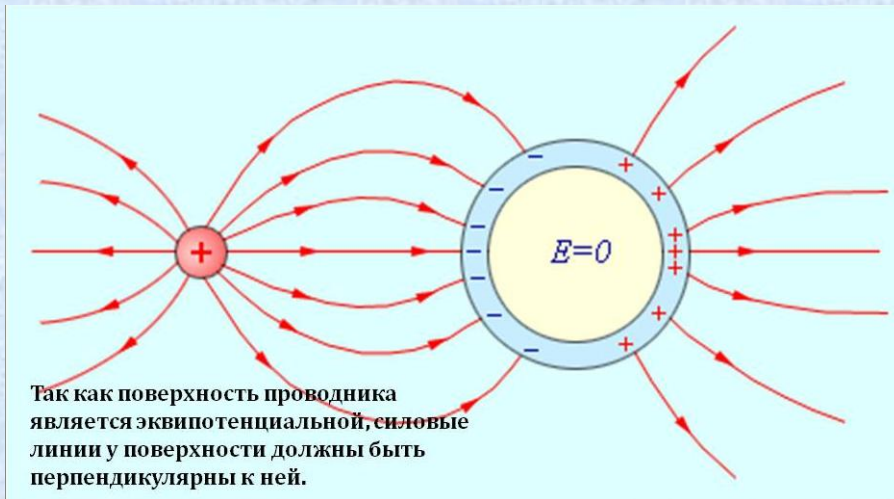 E=0
Так как поверхность проводника
является эквипотенциальной, силовые
линии у поверхности должны быть
перпендикулярны к ней.